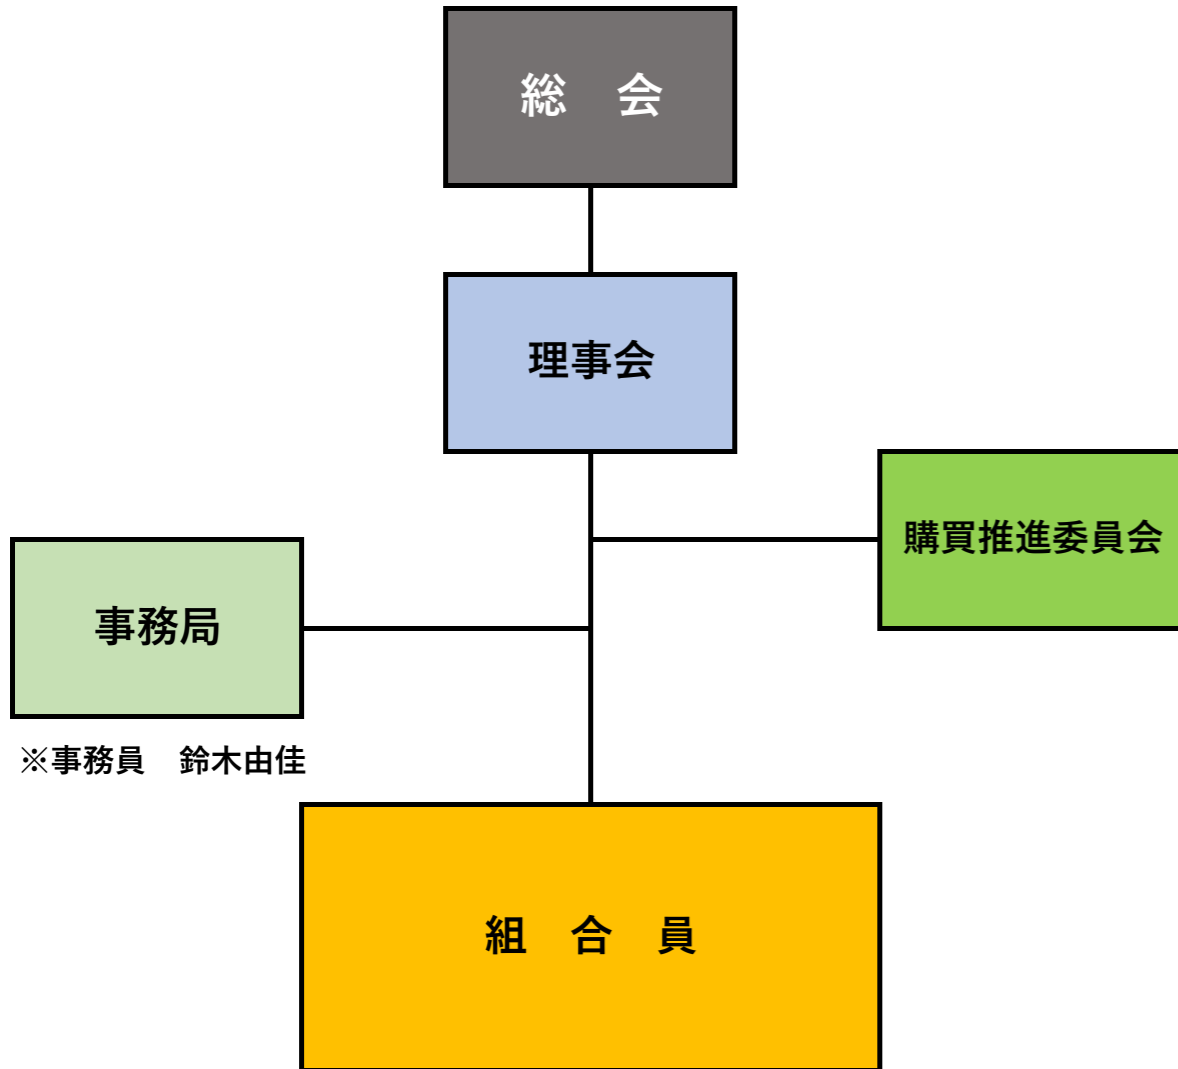 総　会
理事会
購買推進委員会
事務局
※事務員　鈴木由佳
組　合　員